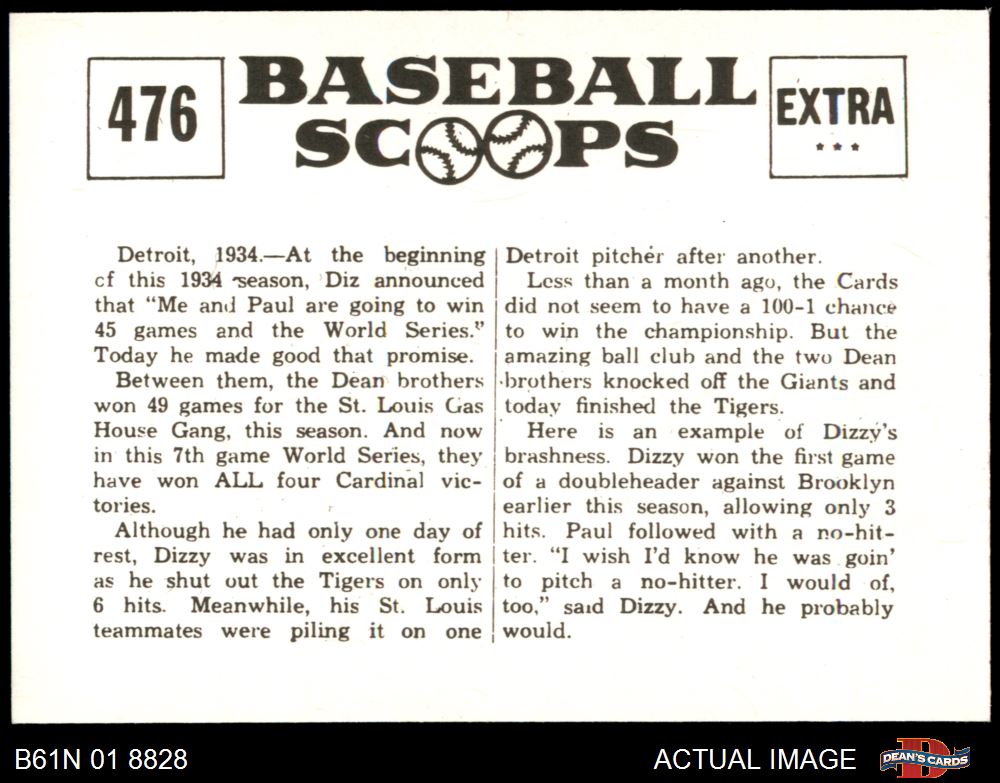 476
BASEBALL
SCOOPS
EXTRA
Detroit, 1934.—At the beginning
of this 1934 season, Diz announced
that "Me and Paul are going to win
45 games and the World Series."
Today he made good that promise.
Between them, the Dean brothers
won 49 games for the St. Louis Gas
House Gang, this season. And now
in this 7th game World Series, they
have won ALL four Cardinal vic-
tories.
Although he had only one day of
rest, Dizzy was in excellent form
as he shut out the Tigers on only
6 hits. Meanwhile, his St. Louis
teammates were piling it on one
Detroit pitcher after another.
Less than a month ago, the Cards
did not seem to have a 100-1 chance
to win the championship. But the
amazing ball club and the two Dean
brothers knocked off the Giants and
today finished the Tigers.
Here is an example of Dizzy's
brashness. Dizzy won the first game
of a doubleheader against Brooklyn
earlier this season, allowing only 3
hits. Paul followed with a no-hit-
ter. "I wish I'd know he was goin'
to pitch a no-hitter. I would of,
too," said Dizzy. And he probably
would.
B61N 01 8828
ACTUAL IMAGE
D
DEAN'S CARDS